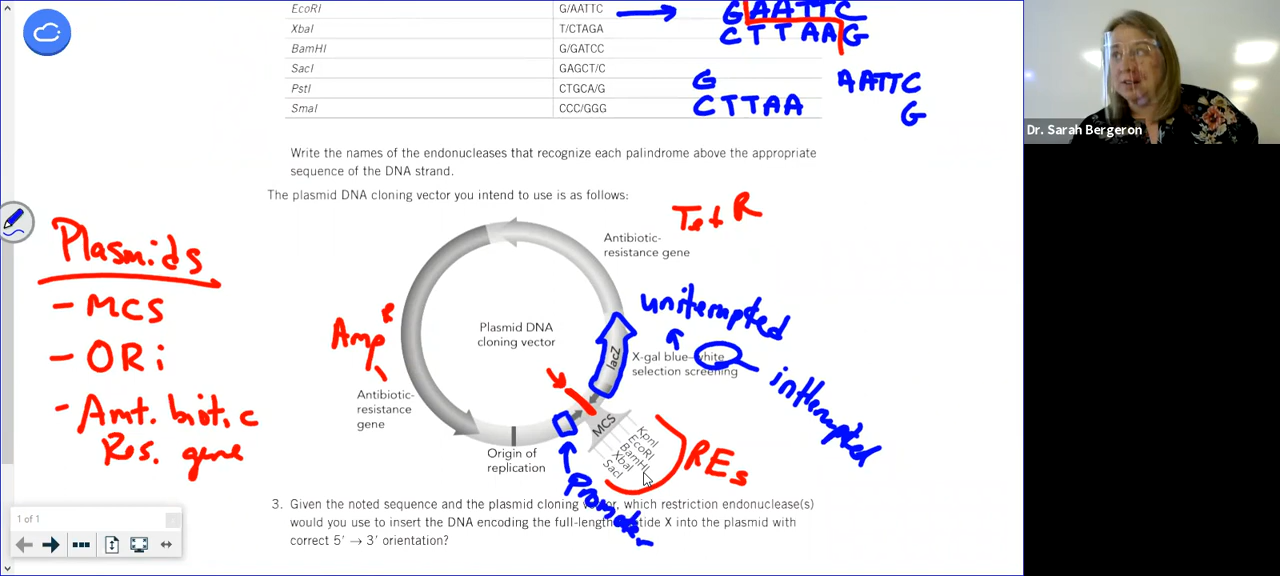 EcoRI G/AATTC GAATTC
XbaI T/CTAGA CTTAAG
BamHI G/GATCC
SacI GAGCT/C G AATTC
PstI CTGCA/G CTTAA G
SmaI CCC/GGG
Dr. Sarah Bergeron
Write the names of the endonucleases that recognize each palindrome above the appropriate
sequence of the DNA strand.
The plasmid DNA cloning vector you intend to use is as follows:
Tet R
Antibiotic-
resistance gene
Plasmids
- MCS
- ORi
- Ant. biotic
Res. gene
uniterrupted
Amp R
Plasmid DNA
cloning vector
lacZ
X-gal blue-white
selection screening
interrupted
Antibiotic-
resistance
gene
MCS
KpnI
EcoRI
BamHI
XbaI
SacI
REs
Origin of
replication
Promoter
3. Given the noted sequence and the plasmid cloning which restriction endonuclease(s)
would you use to insert the DNA encoding the full-length into the plasmid with
correct 5′ → 3′ orientation?
1 of 1